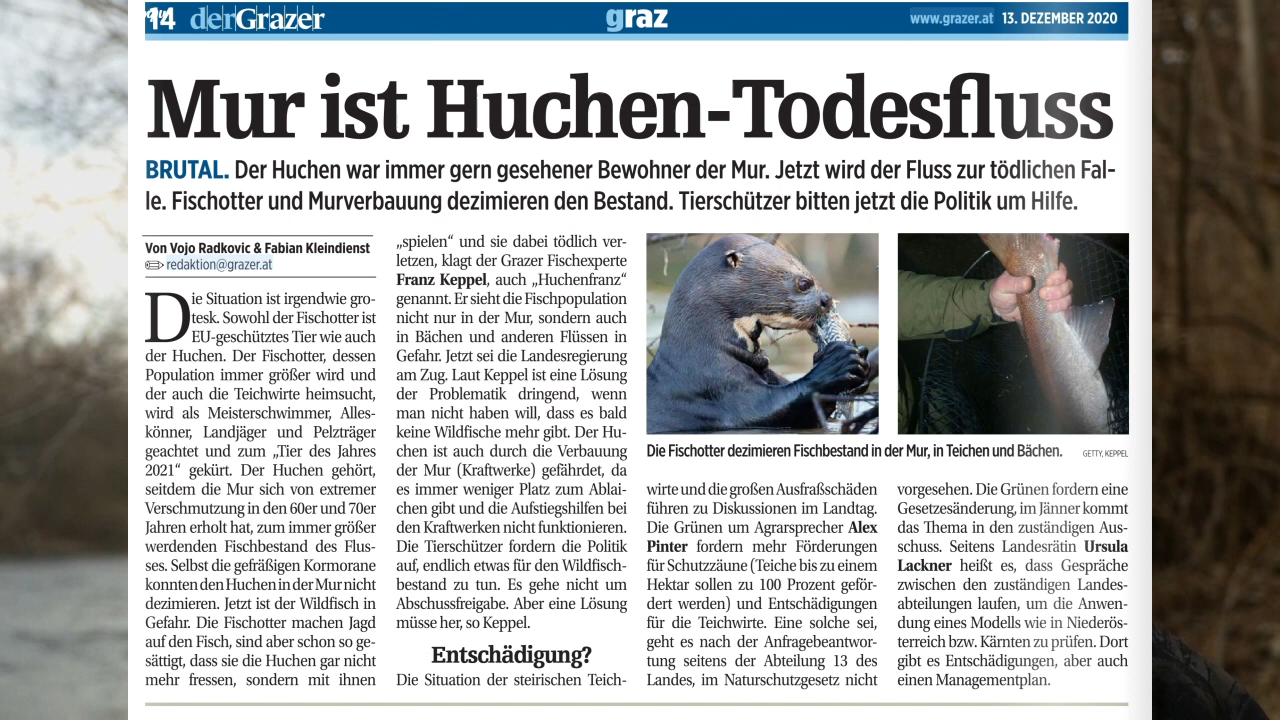 14 derGrazer
graz
www.grazer.at 13. DEZEMBER 2020
Mur ist Huchen-Todesfluss
BRUTAL. Der Huchen war immer gern gesehener Bewohner der Mur. Jetzt wird der Fluss zur tödlichen Fal-
le. Fischotter und Murverbauung dezimieren den Bestand. Tierschützer bitten jetzt die Politik um Hilfe.
Von Vojo Radkovic & Fabian Kleindienst
redaktion@grazer.at
Die Situation ist irgendwie gro-
tesk. Sowohl der Fischotter ist
EU-geschütztes Tier wie auch
der Huchen. Der Fischotter, dessen
Population immer größer wird und
der auch die Teichwirte heimsucht,
wird als Meisterschwimmer, Alles-
könner, Landjäger und Pelzträger
geachtet und zum „Tier des Jahres
2021“ gekürt. Der Huchen gehört,
seitdem die Mur sich von extremer
Verschmutzung in den 60er und 70er
Jahren erholt hat, zum immer größer
werdenden Fischbestand des Flus-
ses. Selbst die gefräßigen Kormorane
konnten den Huchen in der Mur nicht
dezimieren. Jetzt ist der Wildfisch in
Gefahr. Die Fischotter machen Jagd
auf den Fisch, sind aber schon so ge-
sättigt, dass sie die Huchen gar nicht
mehr fressen, sondern mit ihnen
„spielen“ und sie dabei tödlich ver-
letzen, klagt der Grazer Fischexperte
Franz Keppel, auch „Huchenfranz“
genannt. Er sieht die Fischpopulation
nicht nur in der Mur, sondern auch
in Bächen und anderen Flüssen in
Gefahr. Jetzt sei die Landesregierung
am Zug. Laut Keppel ist eine Lösung
der Problematik dringend, wenn
man nicht haben will, dass es bald
keine Wildfische mehr gibt. Der Hu-
chen ist auch durch die Verbauung
der Mur (Kraftwerke) gefährdet, da
es immer weniger Platz zum Ablai-
chen gibt und die Aufstiegshilfen bei
den Kraftwerken nicht funktionieren.
Die Tierschützer fordern die Politik
auf, endlich etwas für den Wildfisch-
bestand zu tun. Es gehe nicht um
Abschussfreigabe. Aber eine Lösung
müsse her, so Keppel.
Entschädigung?
Die Situation der steirischen Teich-
Die Fischotter dezimieren Fischbestand in der Mur, in Teichen und Bächen.
GETTY, KEPPEL
wirte und die großen Ausfraßschäden
führen zu Diskussionen im Landtag.
Die Grünen um Agrarsprecher Alex
Pinter fordern mehr Förderungen
für Schutzzäune (Teiche bis zu einem
Hektar sollen zu 100 Prozent geför-
dert werden) und Entschädigungen
für die Teichwirte. Eine solche sei,
geht es nach der Anfragebeantwor-
tung seitens der Abteilung 13 des
Landes, im Naturschutzgesetz nicht
vorgesehen. Die Grünen fordern eine
Gesetzesänderung, im Jänner kommt
das Thema in den zuständigen Aus-
schuss. Seitens Landesrätin Ursula
Lackner heißt es, dass Gespräche
zwischen den zuständigen Landes-
abteilungen laufen, um die Anwen-
dung eines Modells wie in Niederös-
terreich bzw. Kärnten zu prüfen. Dort
gibt es Entschädigungen, aber auch
einen Managementplan.